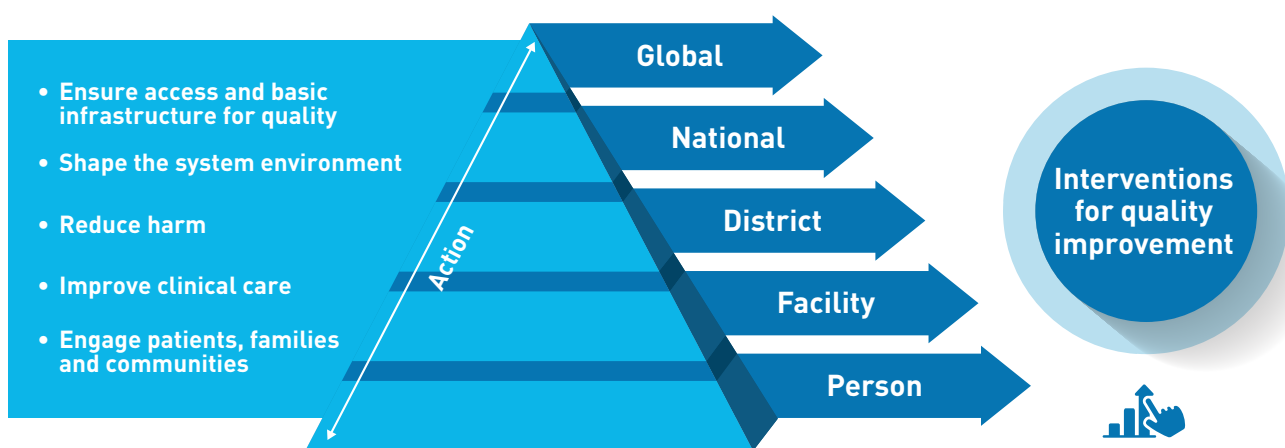 • Ensure access and basic
infrastructure for quality
• Shape the system environment
• Reduce harm
• Improve clinical care
• Engage patients, families
and communities
Action
Global
National
District
Facility
Person
Interventions
for quality
improvement